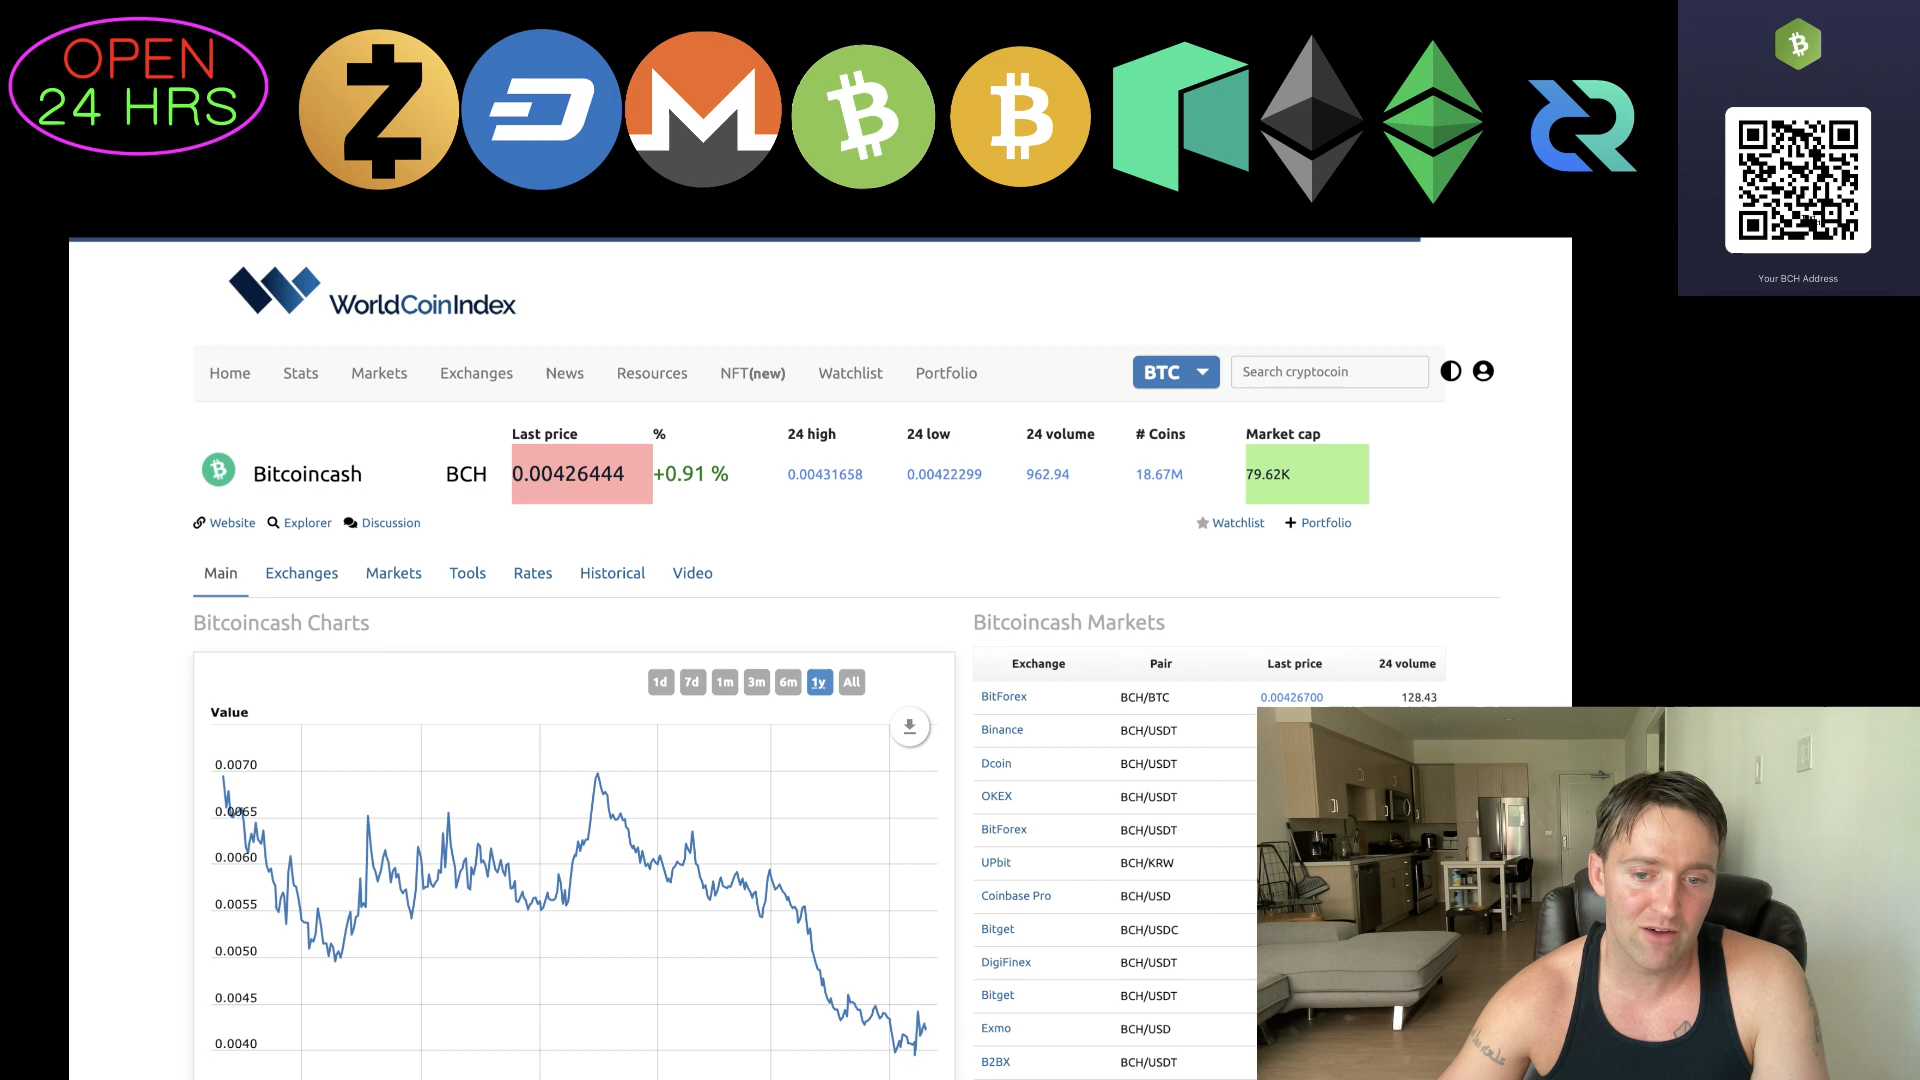 OPEN
24 HRS
Your BCH Address
WorldCoinIndex
Home Stats Markets Exchanges News Resources NFT(new) Watchlist Portfolio BTC Search cryptocoin
Last price % 24 high 24 low 24 volume # Coins Market cap
Bitcoincash BCH 0.00426444 +0.91 % 0.00431658 0.00422299 962.94 18.67M 79.62K
Website Explorer Discussion Watchlist Portfolio
Main Exchanges Markets Tools Rates Historical Video
Bitcoincash Charts
1d 7d 1m 3m 6m 1y All
Value
0.0070
0.0065
0.0060
0.0055
0.0050
0.0045
0.0040
Bitcoincash Markets
Exchange Pair Last price 24 volume
BitForex BCH/BTC 0.00426700 128.43
Binance BCH/USDT
Dcoin BCH/USDT
OKEX BCH/USDT
BitForex BCH/USDT
UPbit BCH/KRW
Coinbase Pro BCH/USD
Bitget BCH/USDC
DigiFinex BCH/USDT
Bitget BCH/USDT
Exmo BCH/USD
B2BX BCH/USDT